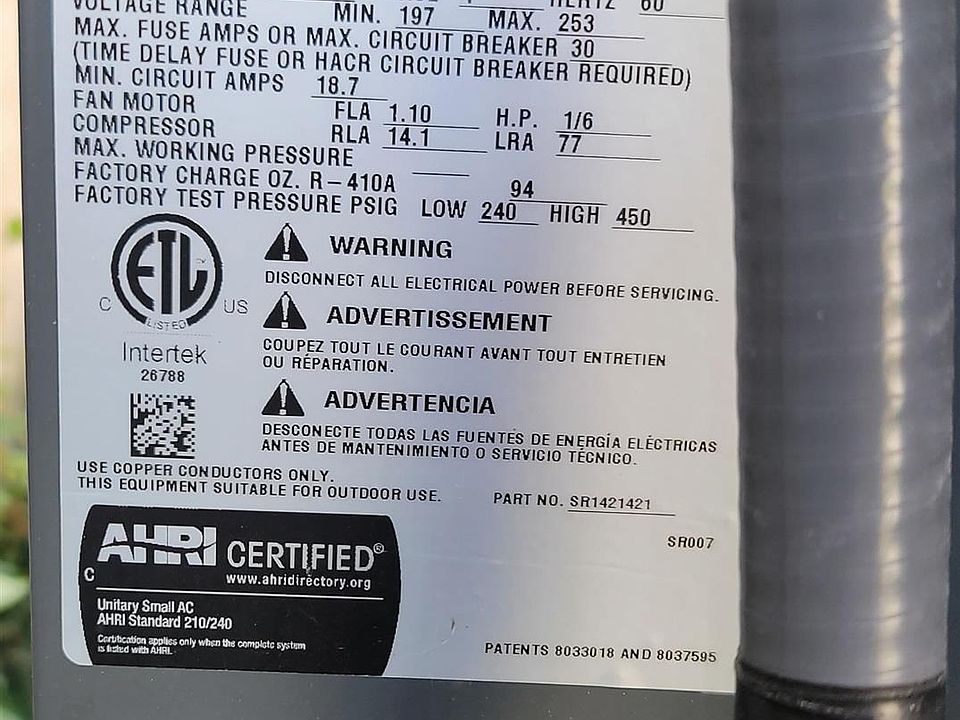 VOLTAGE RANGE MIN. 197 MAX. 253
HERTZ 60
MAX. FUSE AMPS OR MAX. CIRCUIT BREAKER 30
(TIME DELAY FUSE OR HACR CIRCUIT BREAKER REQUIRED)
MIN. CIRCUIT AMPS 18.7
FAN MOTOR FLA 1.10 H.P. 1/6
COMPRESSOR RLA 14.1 LRA 77
MAX. WORKING PRESSURE
FACTORY CHARGE OZ. R-410A 94
FACTORY TEST PRESSURE PSIG LOW 240 HIGH 450
ETL
TM
LISTED
C US
Intertek
26788
WARNING
DISCONNECT ALL ELECTRICAL POWER BEFORE SERVICING.
ADVERTISSEMENT
COUPEZ TOUT LE COURANT AVANT TOUT ENTRETIEN
OU RÉPARATION.
ADVERTENCIA
DESCONECTE TODAS LAS FUENTES DE ENERGÍA ELÉCTRICAS
ANTES DE MANTENIMIENTO O SERVICIO TÉCNICO.
USE COPPER CONDUCTORS ONLY.
THIS EQUIPMENT SUITABLE FOR OUTDOOR USE.
PART NO. SR1421421
SR007
AHRI CERTIFIED®
C
www.ahridirectory.org
Unitary Small AC
AHRI Standard 210/240
Certification applies only when the complete system
is listed with AHRI.
PATENTS 8033018 AND 8037595